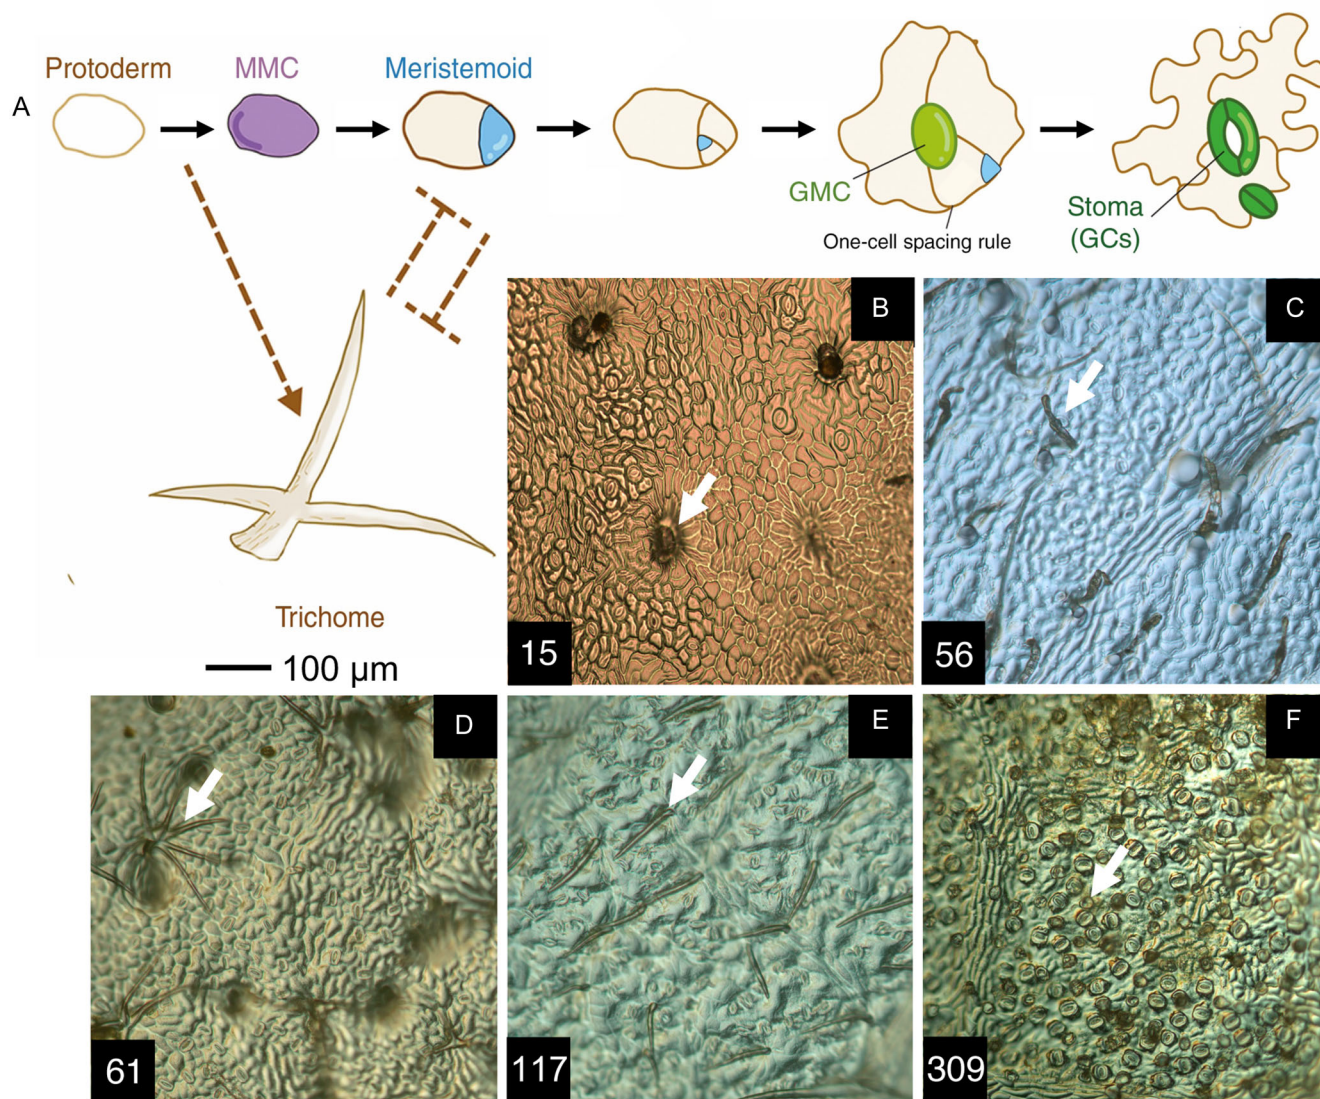 A
Protoderm
MMC
Meristemoid
GMC
One-cell spacing rule
Stoma
(GCs)
Trichome
100 µm
B
15
C
56
D
61
E
117
F
309